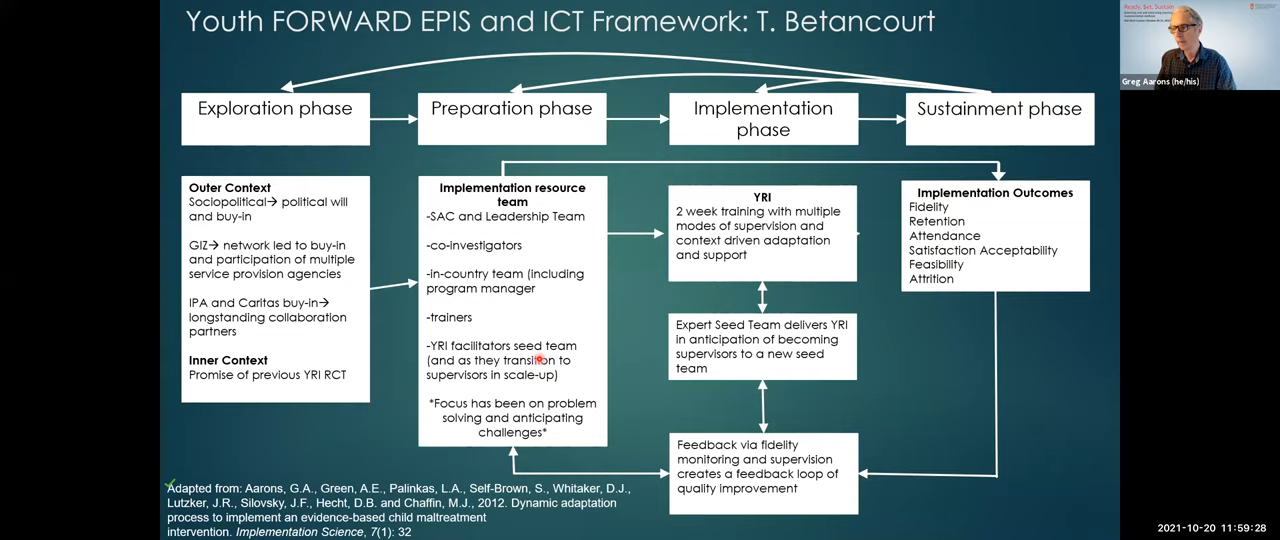 Youth FORWARD EPIS and ICT Framework: T. Betancourt
Ready, Set, Sustain
Greg Aarons (he/his)
Exploration phase
Preparation phase
Implementation
phase
Sustainment phase
Outer Context
Sociopolitical→ political will
and buy-in
GIZ→ network led to buy-in
and participation of multiple
service provision agencies
IPA and Caritas buy-in→
longstanding collaboration
partners
Inner Context
Promise of previous YRI RCT
Implementation resource
team
-SAC and Leadership Team
-co-investigators
-in-country team (including
program manager
-trainers
-YRI facilitators seed team
(and as they transition to
supervisors in scale-up)
*Focus has been on problem
solving and anticipating
challenges*
YRI
2 week training with multiple
modes of supervision and
context driven adaptation
and support
Expert Seed Team delivers YRI
in anticipation of becoming
supervisors to a new seed
team
Feedback via fidelity
monitoring and supervision
creates a feedback loop of
quality improvement
Implementation Outcomes
Fidelity
Retention
Attendance
Satisfaction Acceptability
Feasibility
Attrition
Adapted from: Aarons, G.A., Green, A.E., Palinkas, L.A., Self-Brown, S., Whitaker, D.J.,
Lutzker, J.R., Silovsky, J.F., Hecht, D.B. and Chaffin, M.J., 2012. Dynamic adaptation
process to implement an evidence-based child maltreatment
intervention. Implementation Science, 7(1): 32
2021-10-20 11:59:28